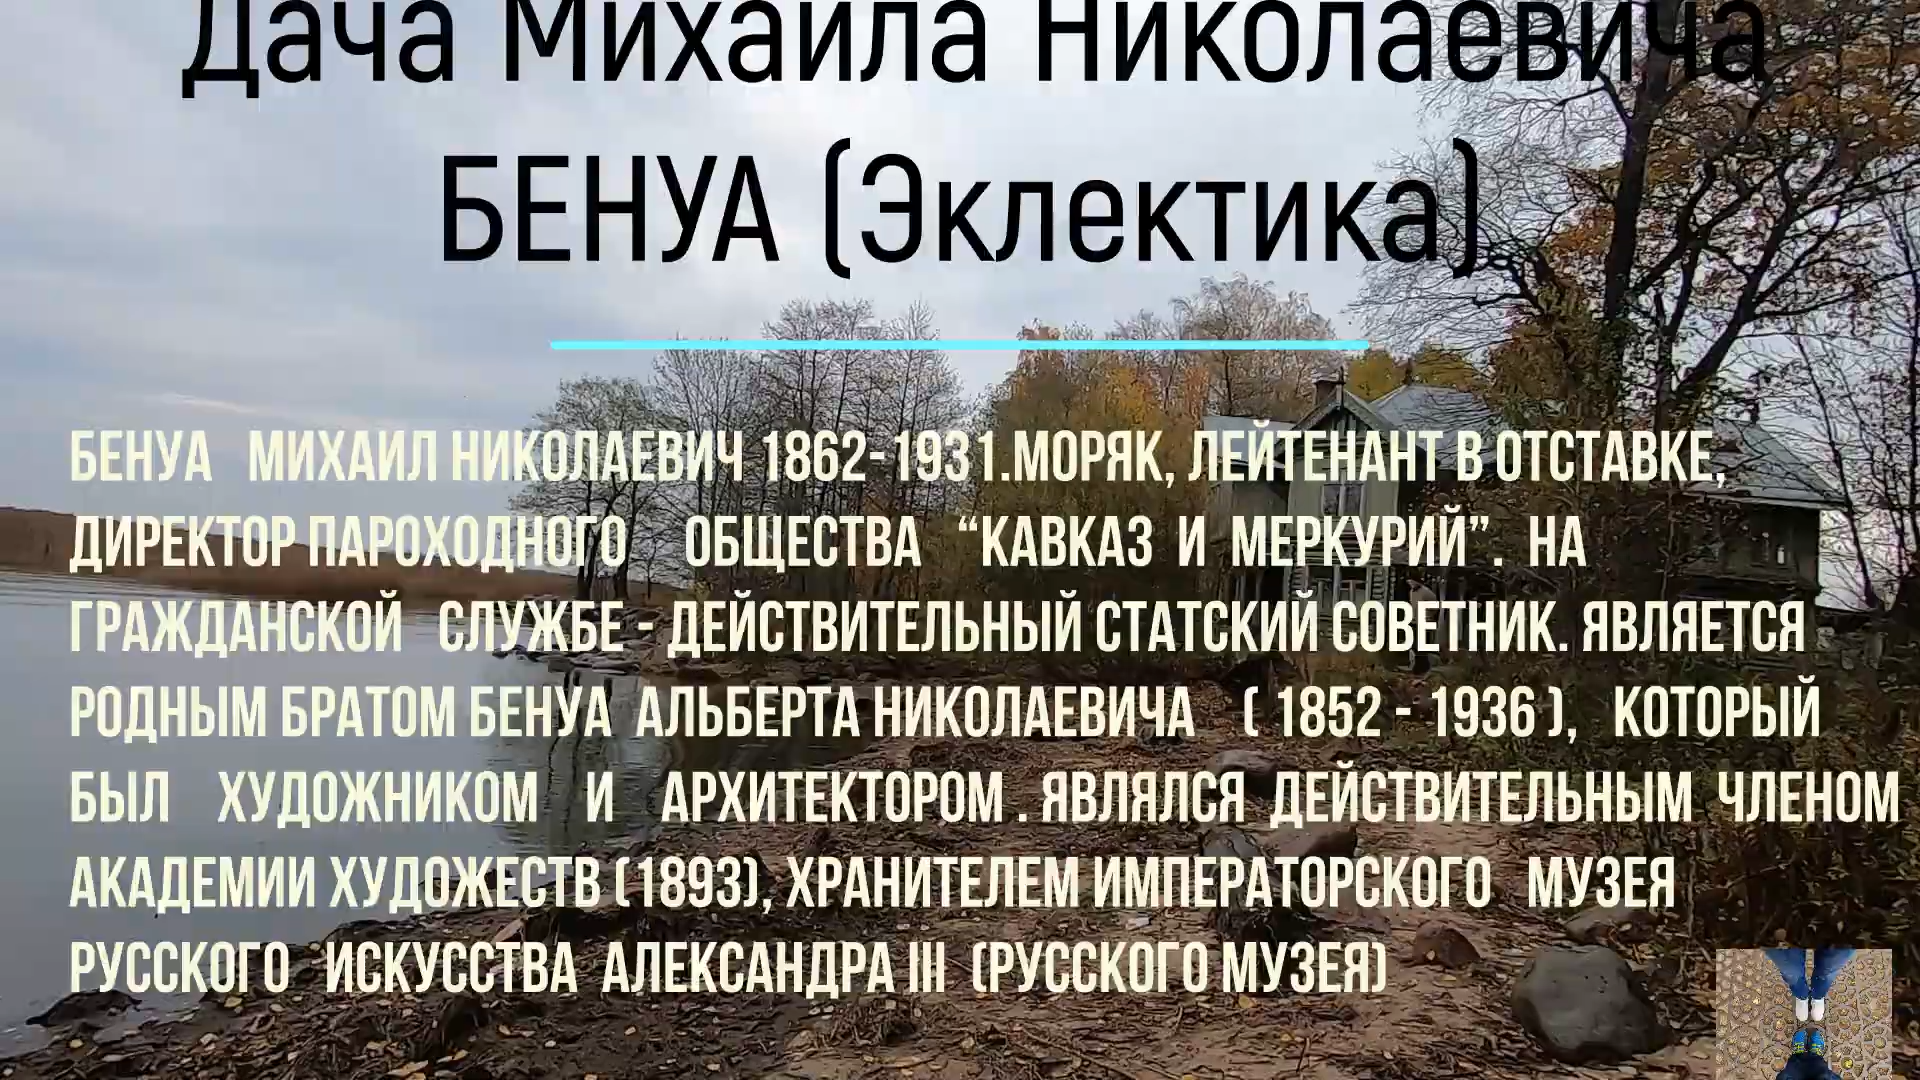 Дача Михаила Николаевича
БЕНУА (Эклектика)
БЕНУА МИХАИЛ НИКОЛАЕВИЧ 1862-1931.МОРЯК, ЛЕЙТЕНАНТ В ОТСТАВКЕ,
ДИРЕКТОР ПАРОХОДНОГО ОБЩЕСТВА “КАВКАЗ И МЕРКУРИЙ”. НА
ГРАЖДАНСКОЙ СЛУЖБЕ - ДЕЙСТВИТЕЛЬНЫЙ СТАТСКИЙ СОВЕТНИК. ЯВЛЯЕТСЯ
РОДНЫМ БРАТОМ БЕНУА АЛЬБЕРТА НИКОЛАЕВИЧА ( 1852 - 1936 ), КОТОРЫЙ
БЫЛ ХУДОЖНИКОМ И АРХИТЕКТОРОМ . ЯВЛЯЛСЯ ДЕЙСТВИТЕЛЬНЫМ ЧЛЕНОМ
АКАДЕМИИ ХУДОЖЕСТВ (1893), ХРАНИТЕЛЕМ ИМПЕРАТОРСКОГО МУЗЕЯ
РУССКОГО ИСКУССТВА АЛЕКСАНДРА III (РУССКОГО МУЗЕЯ)